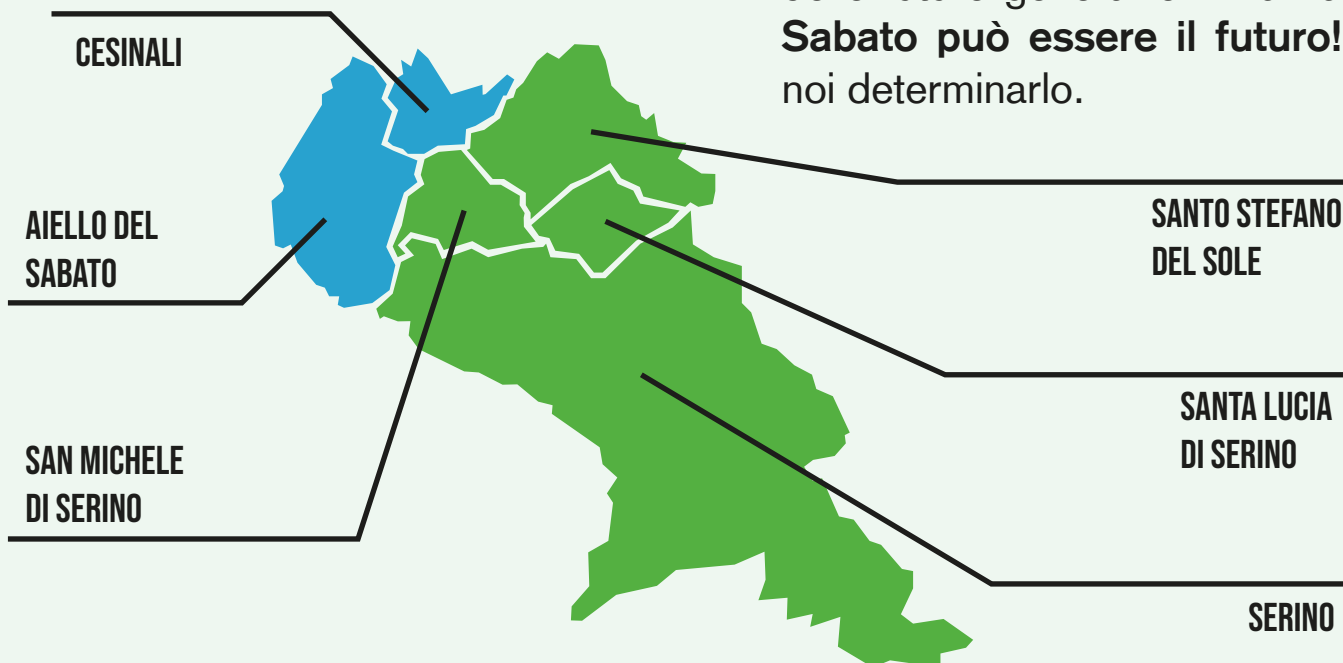 Sabato può essere il futuro!
noi determinarlo.
CESINALI
AIELLO DEL
SABATO
SAN MICHELE
DI SERINO
SANTO STEFANO
DEL SOLE
SANTA LUCIA
DI SERINO
SERINO